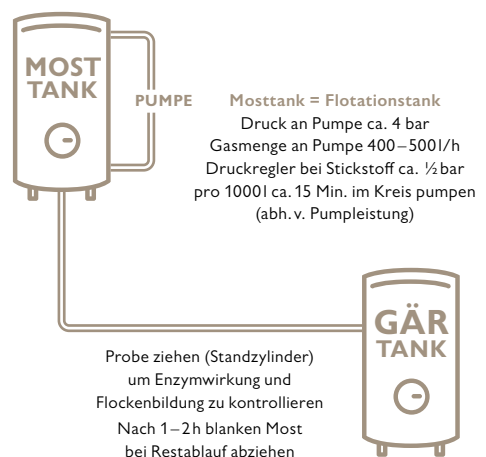 MOST
TANK
PUMPE
Mosttank = Flotationstank
Druck an Pumpe ca. 4 bar
Gasmenge an Pumpe 400–500 l/h
Druckregler bei Stickstoff ca. ½ bar
pro 1000 l ca. 15 Min. im Kreis pumpen
(abh. v. Pumpleistung)
GÄR
TANK
Probe ziehen (Standzylinder)
um Enzymwirkung und
Flockenbildung zu kontrollieren
Nach 1–2 h blanken Most
bei Restablauf abziehen